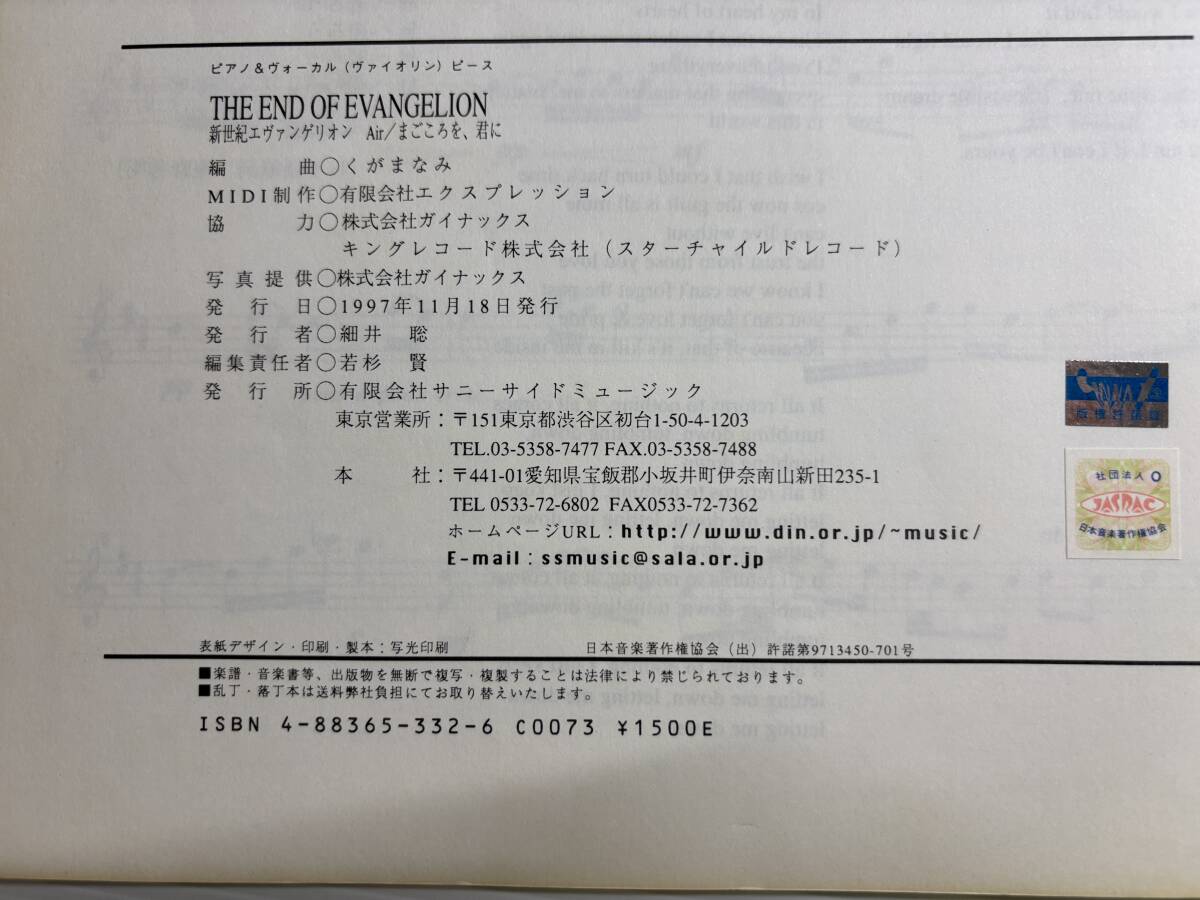 ピアノ&ヴォーカル(ヴァイオリン)ピース
THE END OF EVANGELION
新世紀エヴァンゲリオン Air/まごころを、君に
編曲○くがまなみ
MIDI制作○有限会社エクスプレッション
協力○株式会社ガイナックス
キングレコード株式会社(スターチャイルドレコード)
写真提供○株式会社ガイナックス
発行日○1997年11月18日発行
発行者○細井 聡
編集責任者○若杉 賢
発行所○有限会社サニーサイドミュージック
東京営業所:〒151東京都渋谷区初台1-50-4-1203
TEL.03-5358-7477 FAX.03-5358-7488
本社:〒441-01愛知県宝飯郡小坂井町伊奈南山新田235-1
TEL 0533-72-6802 FAX0533-72-7362
ホームページURL:http://www.din.or.jp/~music/
E-mail:ssmusic@sala.or.jp
社団法人 O
JASRAC
日本音楽著作権協会
表紙デザイン・印刷・製本:写光印刷 日本音楽著作権協会(出)許諾第9713450-701号
■楽譜・音楽書等、出版物を無断で複写・複製することは法律により禁じられております。
■乱丁・落丁本は送料弊社負担にてお取り替えいたします。
ISBN 4-88365-332-6 C0073 ¥1500E